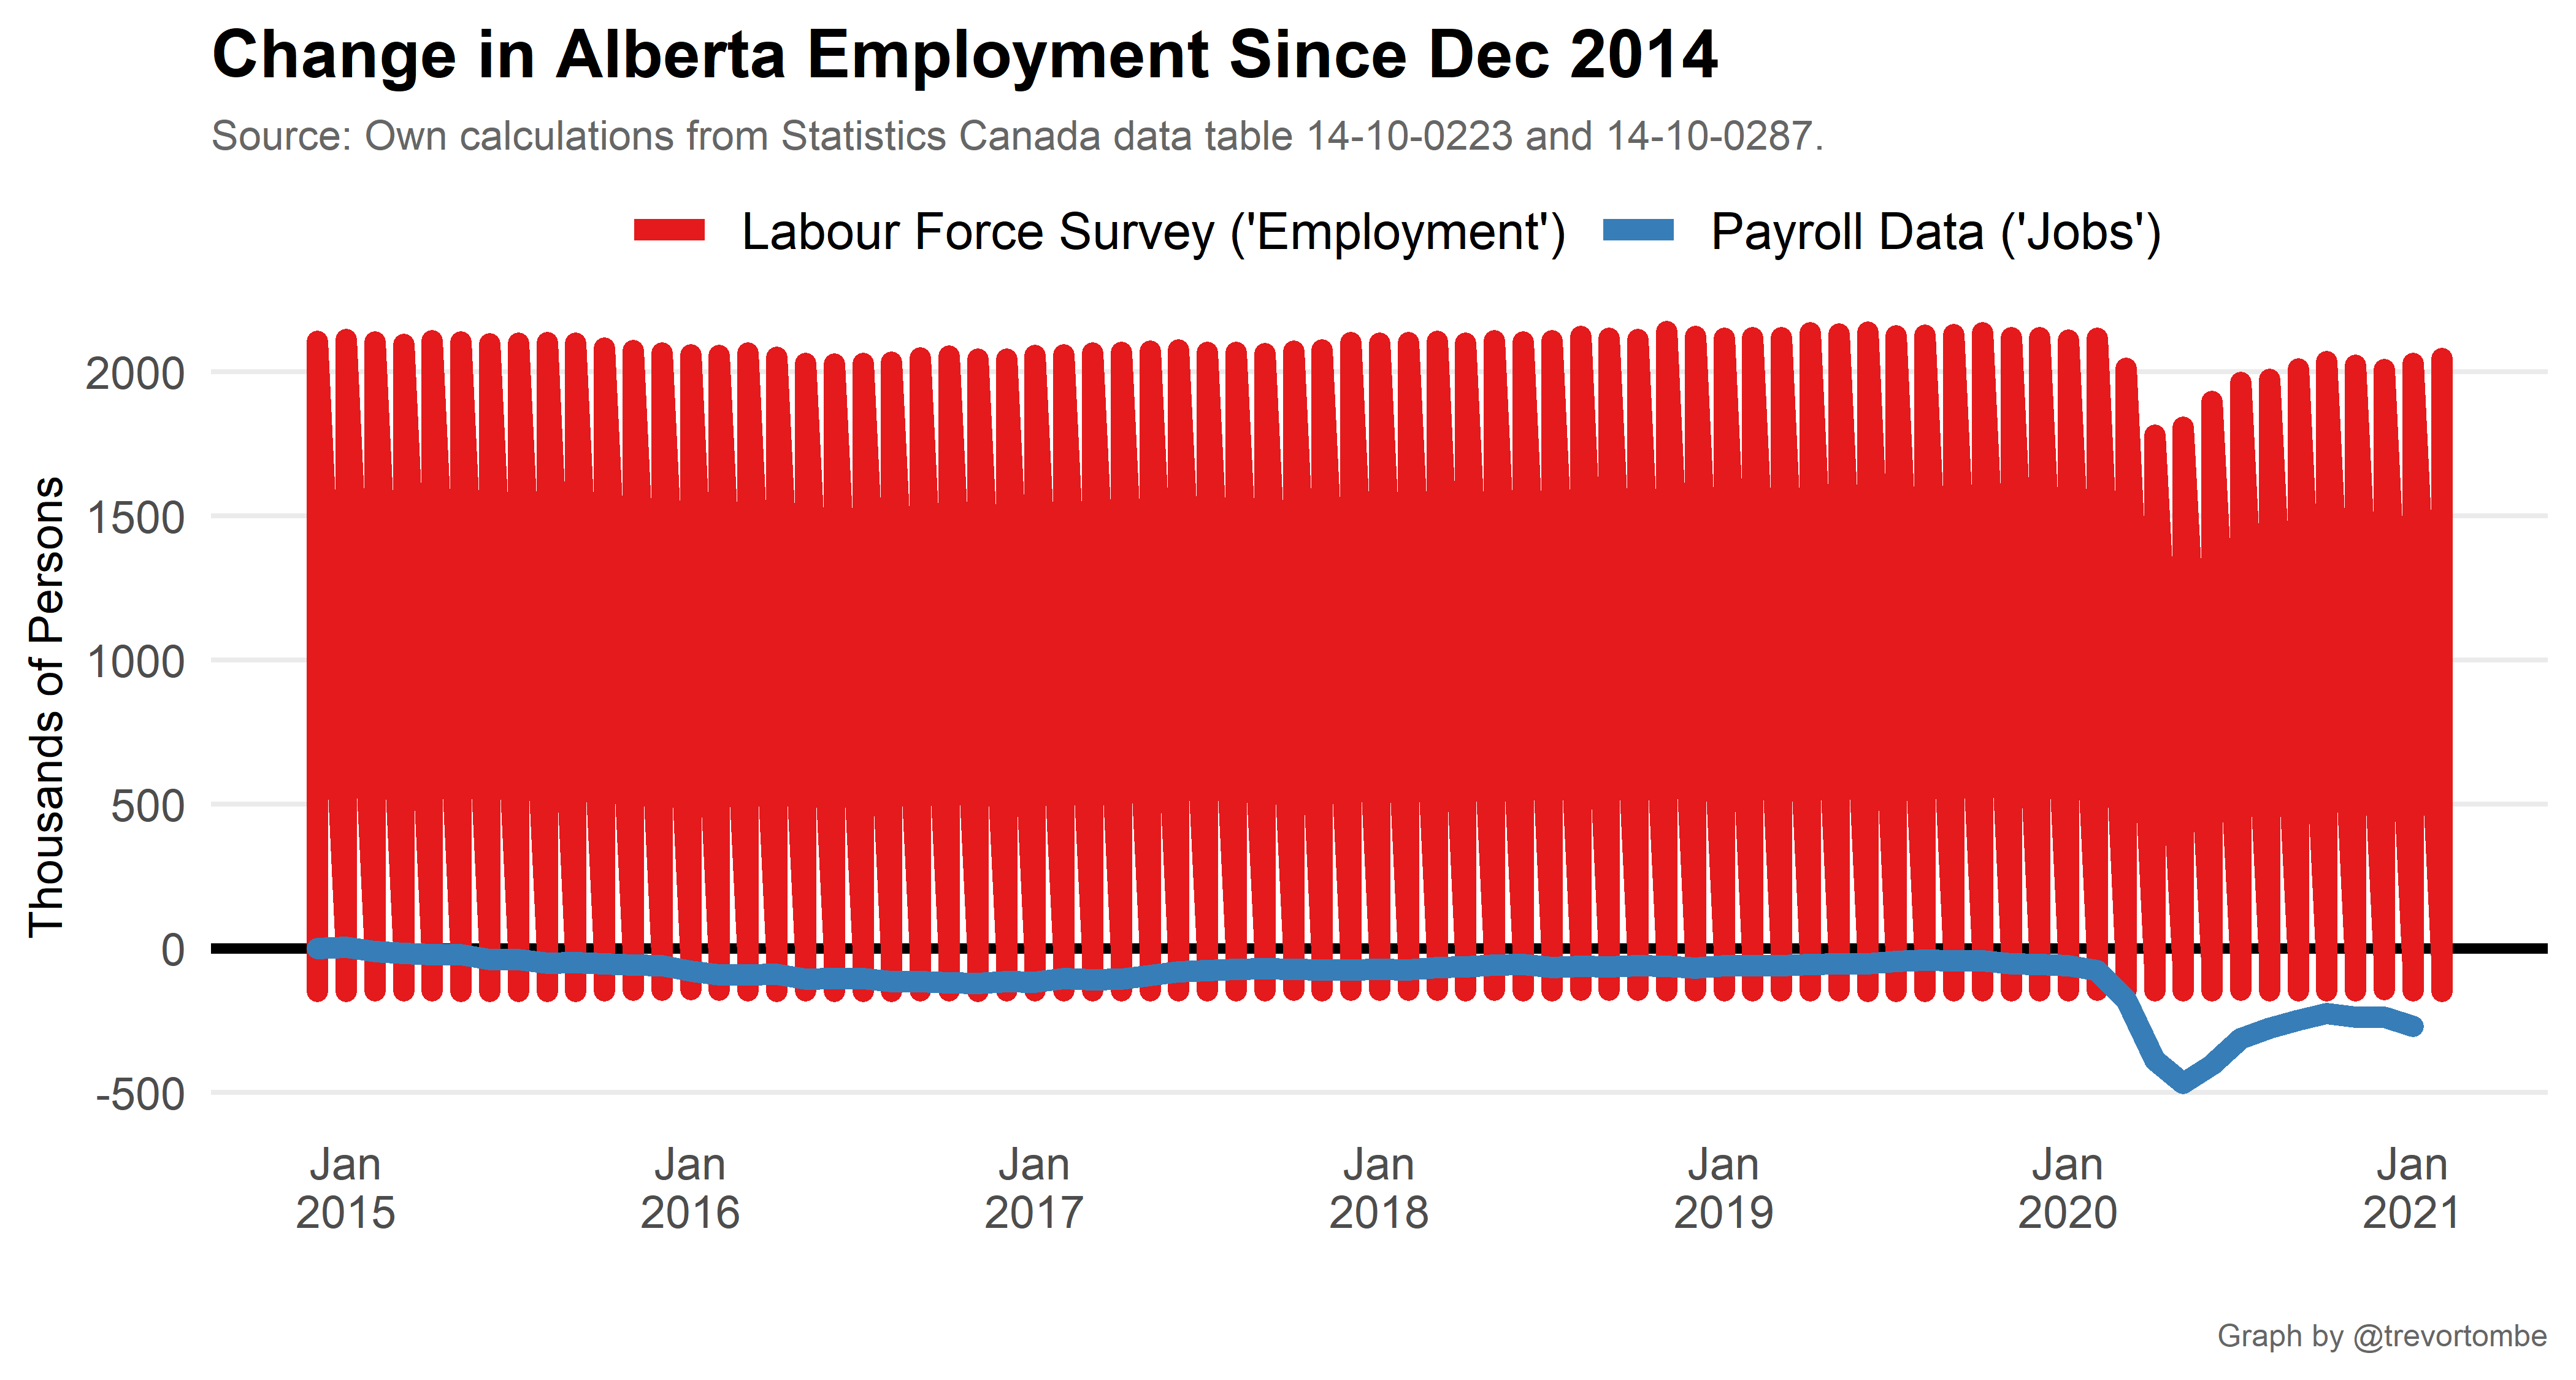 Change in Alberta Employment Since Dec 2014
Source: Own calculations from Statistics Canada data table 14-10-0223 and 14-10-0287.
Labour Force Survey ('Employment')
Payroll Data ('Jobs')
Thousands of Persons
2000
1500
1000
500
0
-500
Jan
2015
Jan
2016
Jan
2017
Jan
2018
Jan
2019
Jan
2020
Jan
2021
Graph by @trevortombe